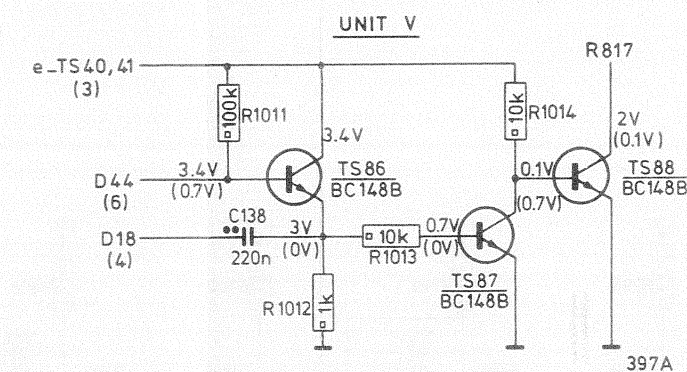 UNIT V
R817
e_TS40,41
(3)
100k
R1011
10k
R1014
3.4V
2V
(0.1V)
D44
(6)
3.4V
(0.7V)
TS86
BC148B
0.1V
(0.7V)
TS88
BC148B
D18
(4)
C138
220n
3V
(0V)
10k
R1013
0.7V
(0V)
TS87
BC148B
R1012
1k
397A